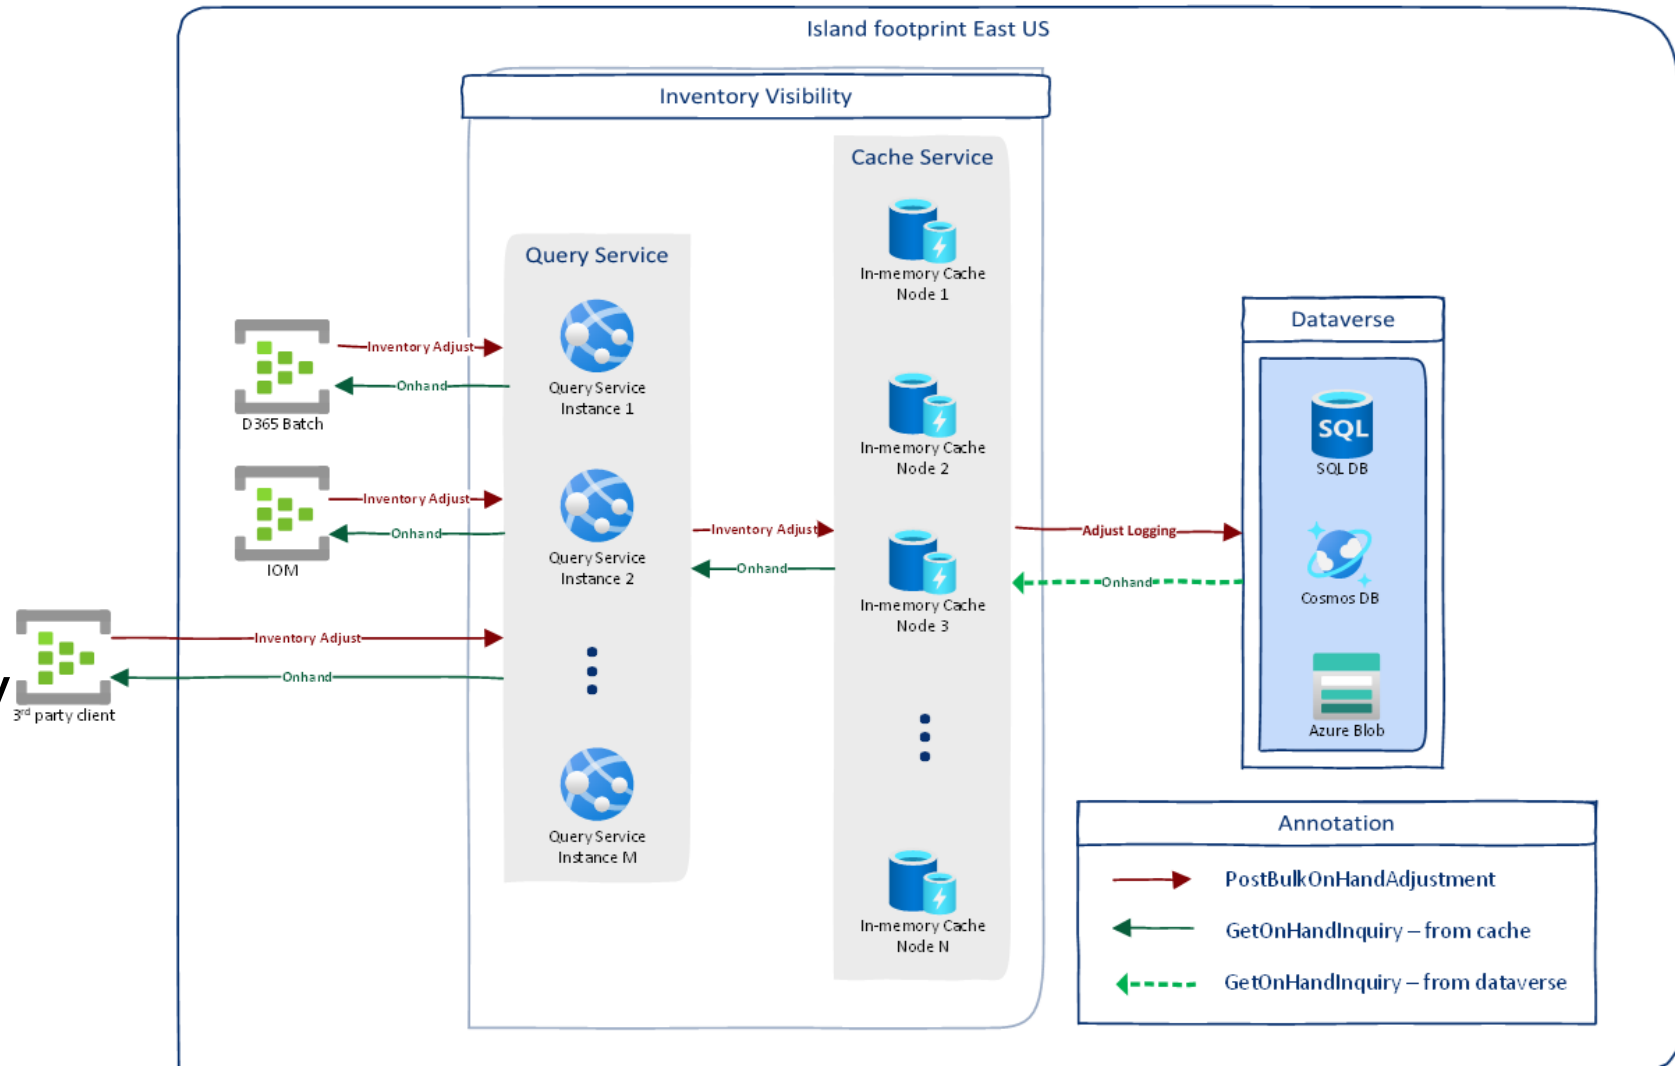 Island footprint East US
Inventory Visibility
Cache Service
In-memory Cache
Node 1
Query Service
Query Service
Instance 1
Inventory Adjust
Onhand
D365 Batch
In-memory Cache
Node 2
Inventory Adjust
Onhand
IOM
Query Service
Instance 2
Inventory Adjust
Onhand
In-memory Cache
Node 3
Adjust Logging
Onhand
Dataverse
SQL
SQL DB
Cosmos DB
Azure Blob
Inventory Adjust
Onhand
y
3rd party client
Query Service
Instance M
In-memory Cache
Node N
Annotation
PostBulkOnHandAdjustment
GetOnHandInquiry – from cache
GetOnHandInquiry – from dataverse